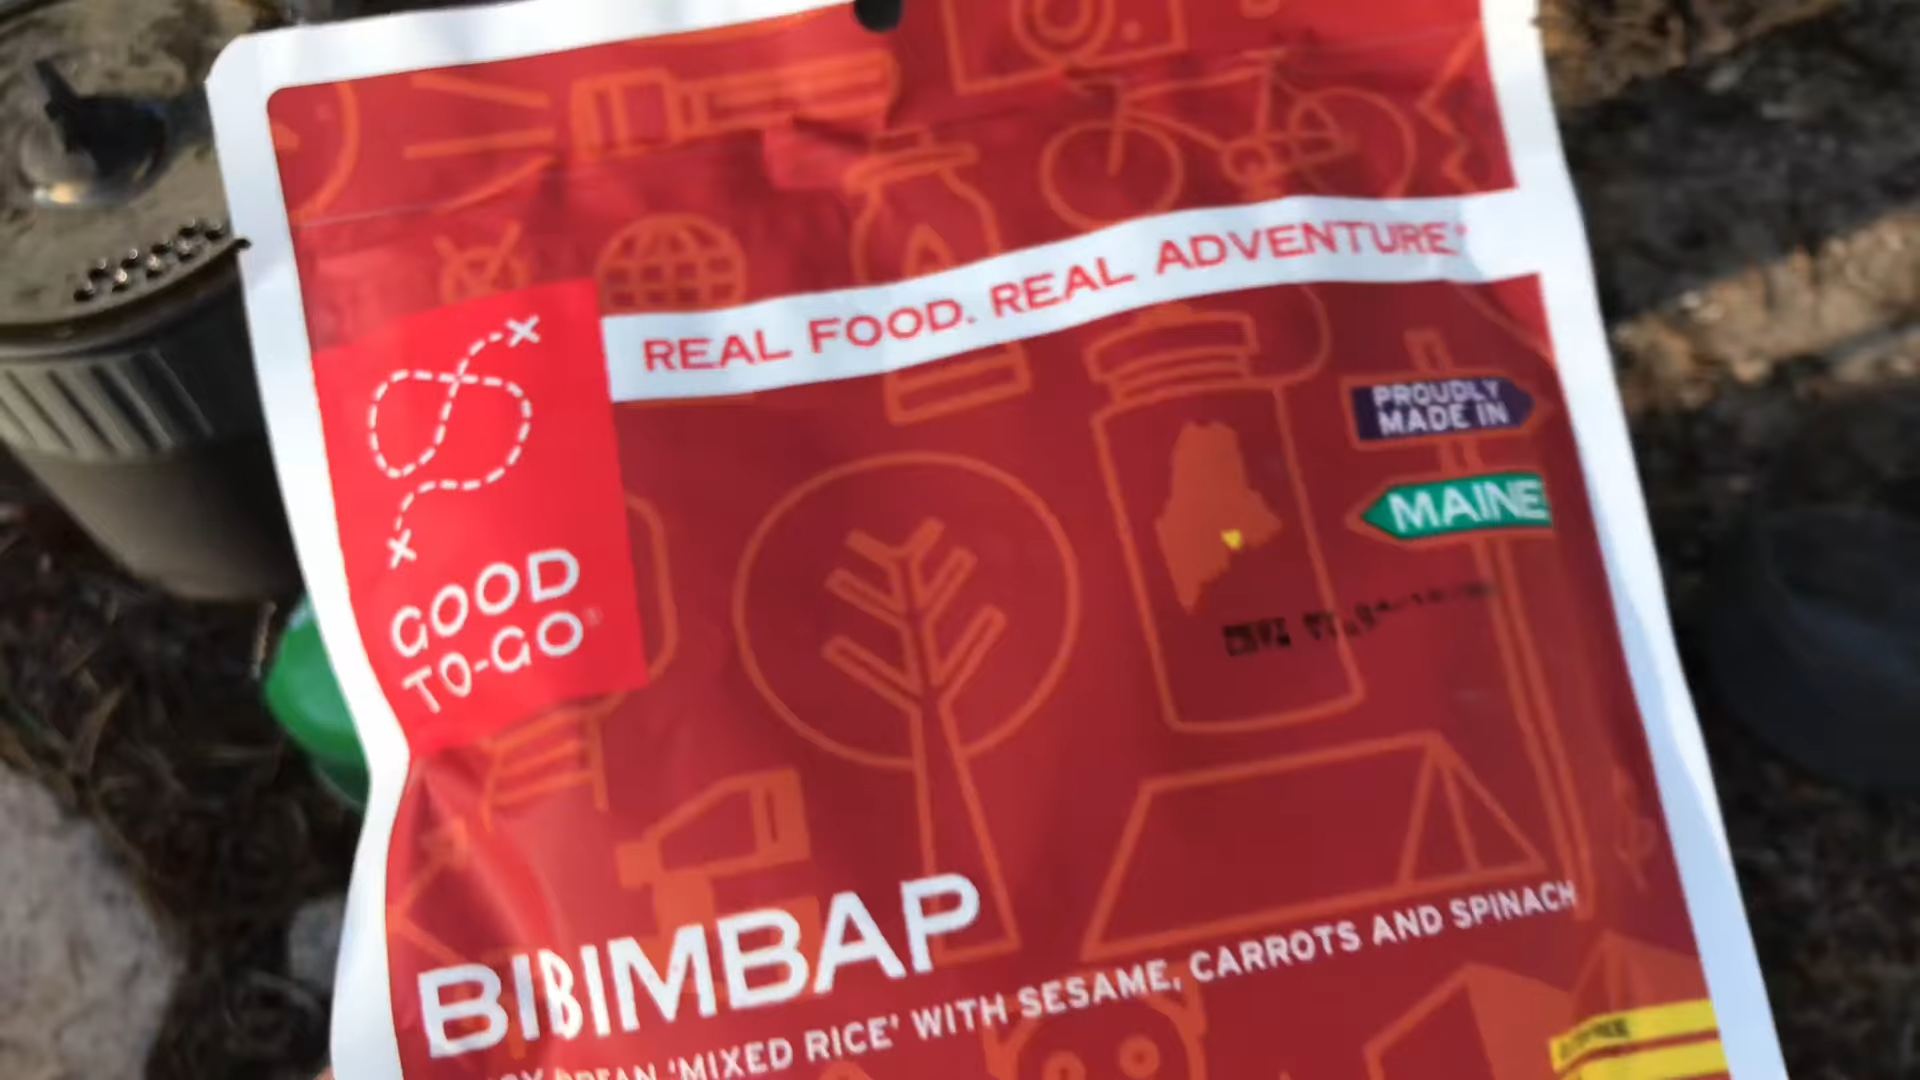 REAL FOOD. REAL ADVENTURE
PROUDLY
MADE IN
MAINE
GOOD
TO-GO®
BIBIMBAP
'MIXED RICE' WITH SESAME, CARROTS AND SPINACH